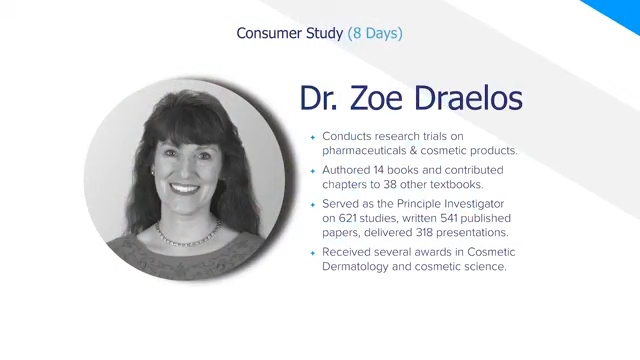 Consumer Study (8 Days)
Dr. Zoe Draelos
Conducts research trials on
pharmaceuticals & cosmetic products.
Authored 14 books and contributed
chapters to 38 other textbooks.
Served as the Principle Investigator
on 621 studies, written 541 published
papers, delivered 318 presentations.
Received several awards in Cosmetic
Dermatology and cosmetic science.